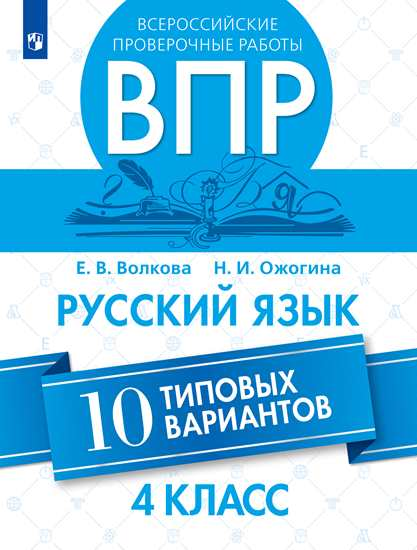 ВСЕРОССИЙСКИЕ
ПРОВЕРОЧНЫЕ РАБОТЫ
ВПР
Е. В. Волкова Н. И. Ожогина
РУССКИЙ ЯЗЫК
10 ТИПОВЫХ
ВАРИАНТОВ
4 КЛАСС